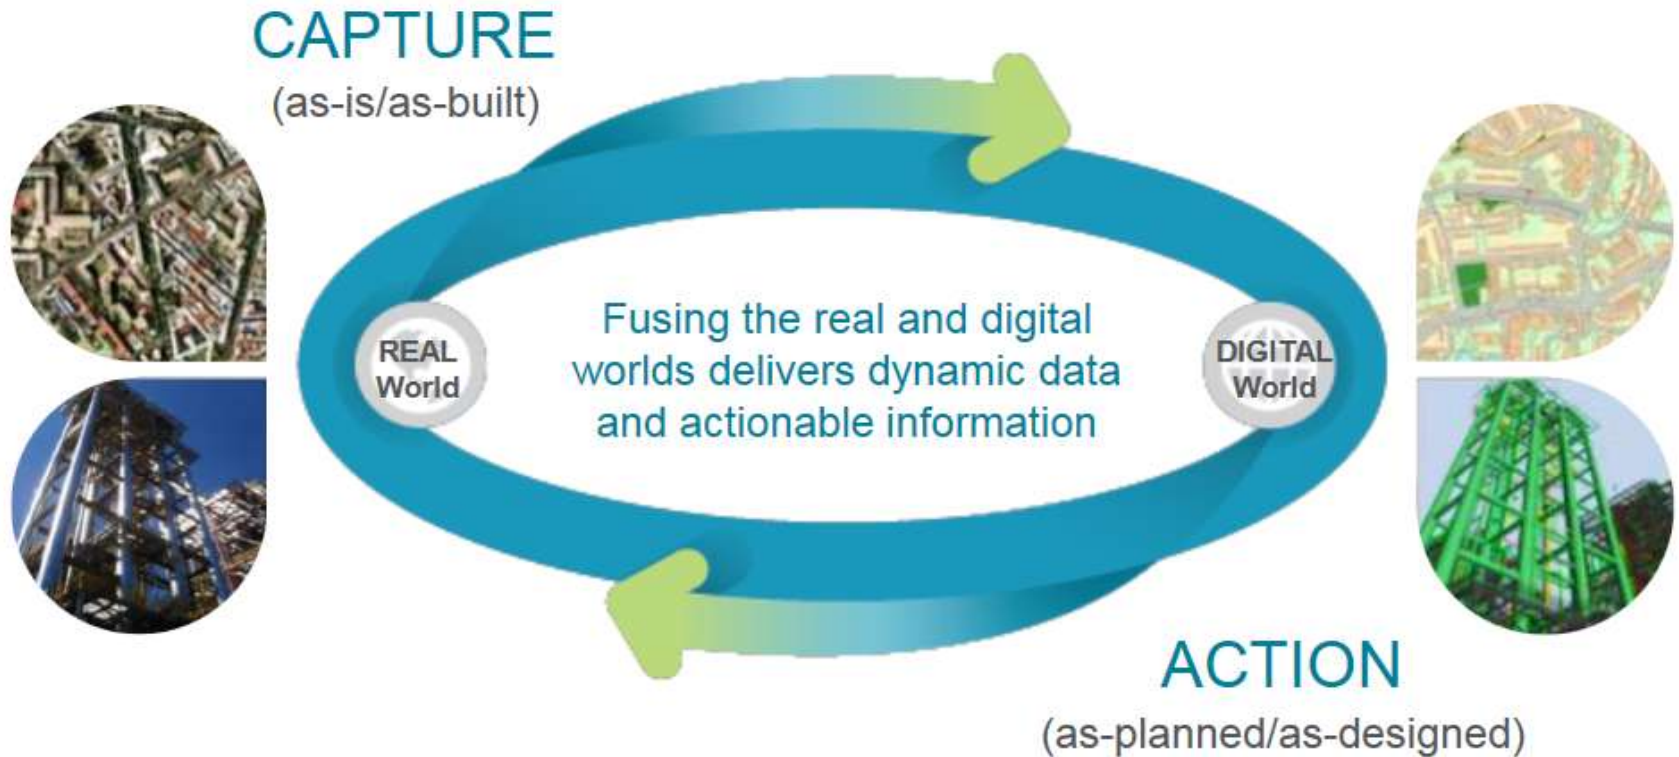 CAPTURE
(as-is/as-built)
Fusing the real and digital
worlds delivers dynamic data
and actionable information
REAL
World
DIGITAL
World
ACTION
(as-planned/as-designed)